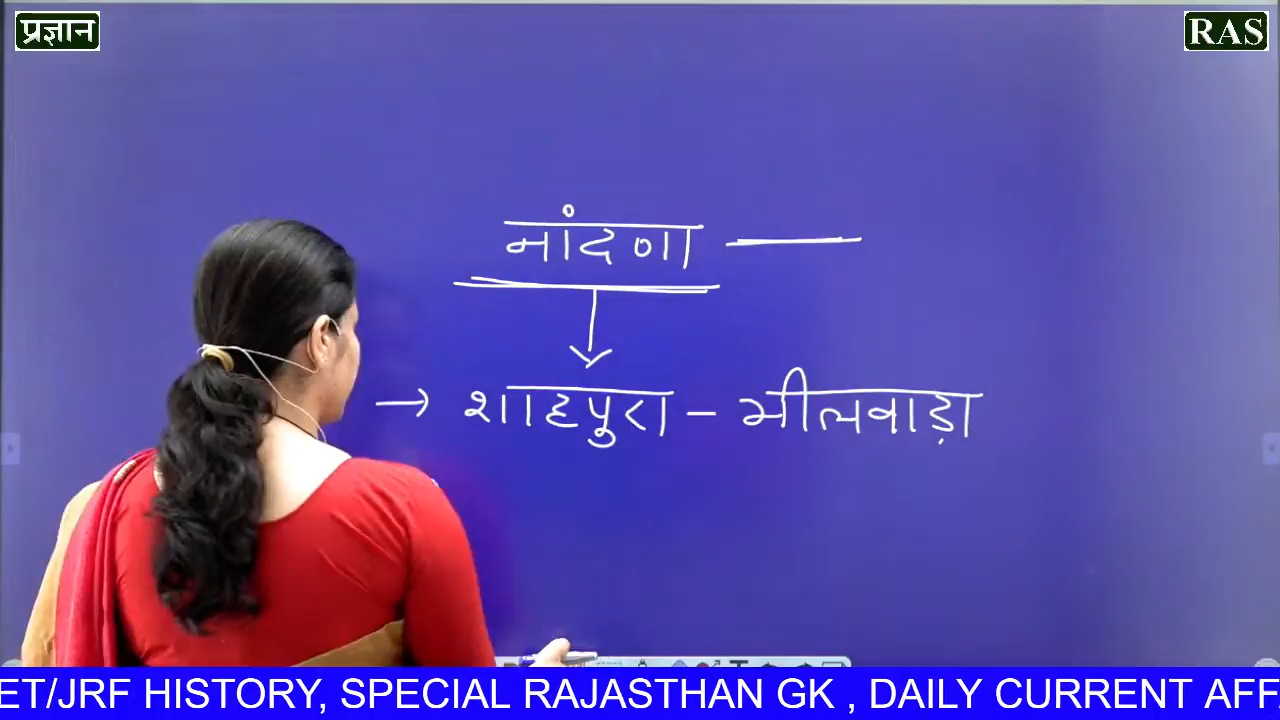 प्रज्ञान
RAS
नांदणा —
→ शाहपुरा – भीलवाड़ा
ET/JRF HISTORY, SPECIAL RAJASTHAN GK , DAILY CURRENT AFF